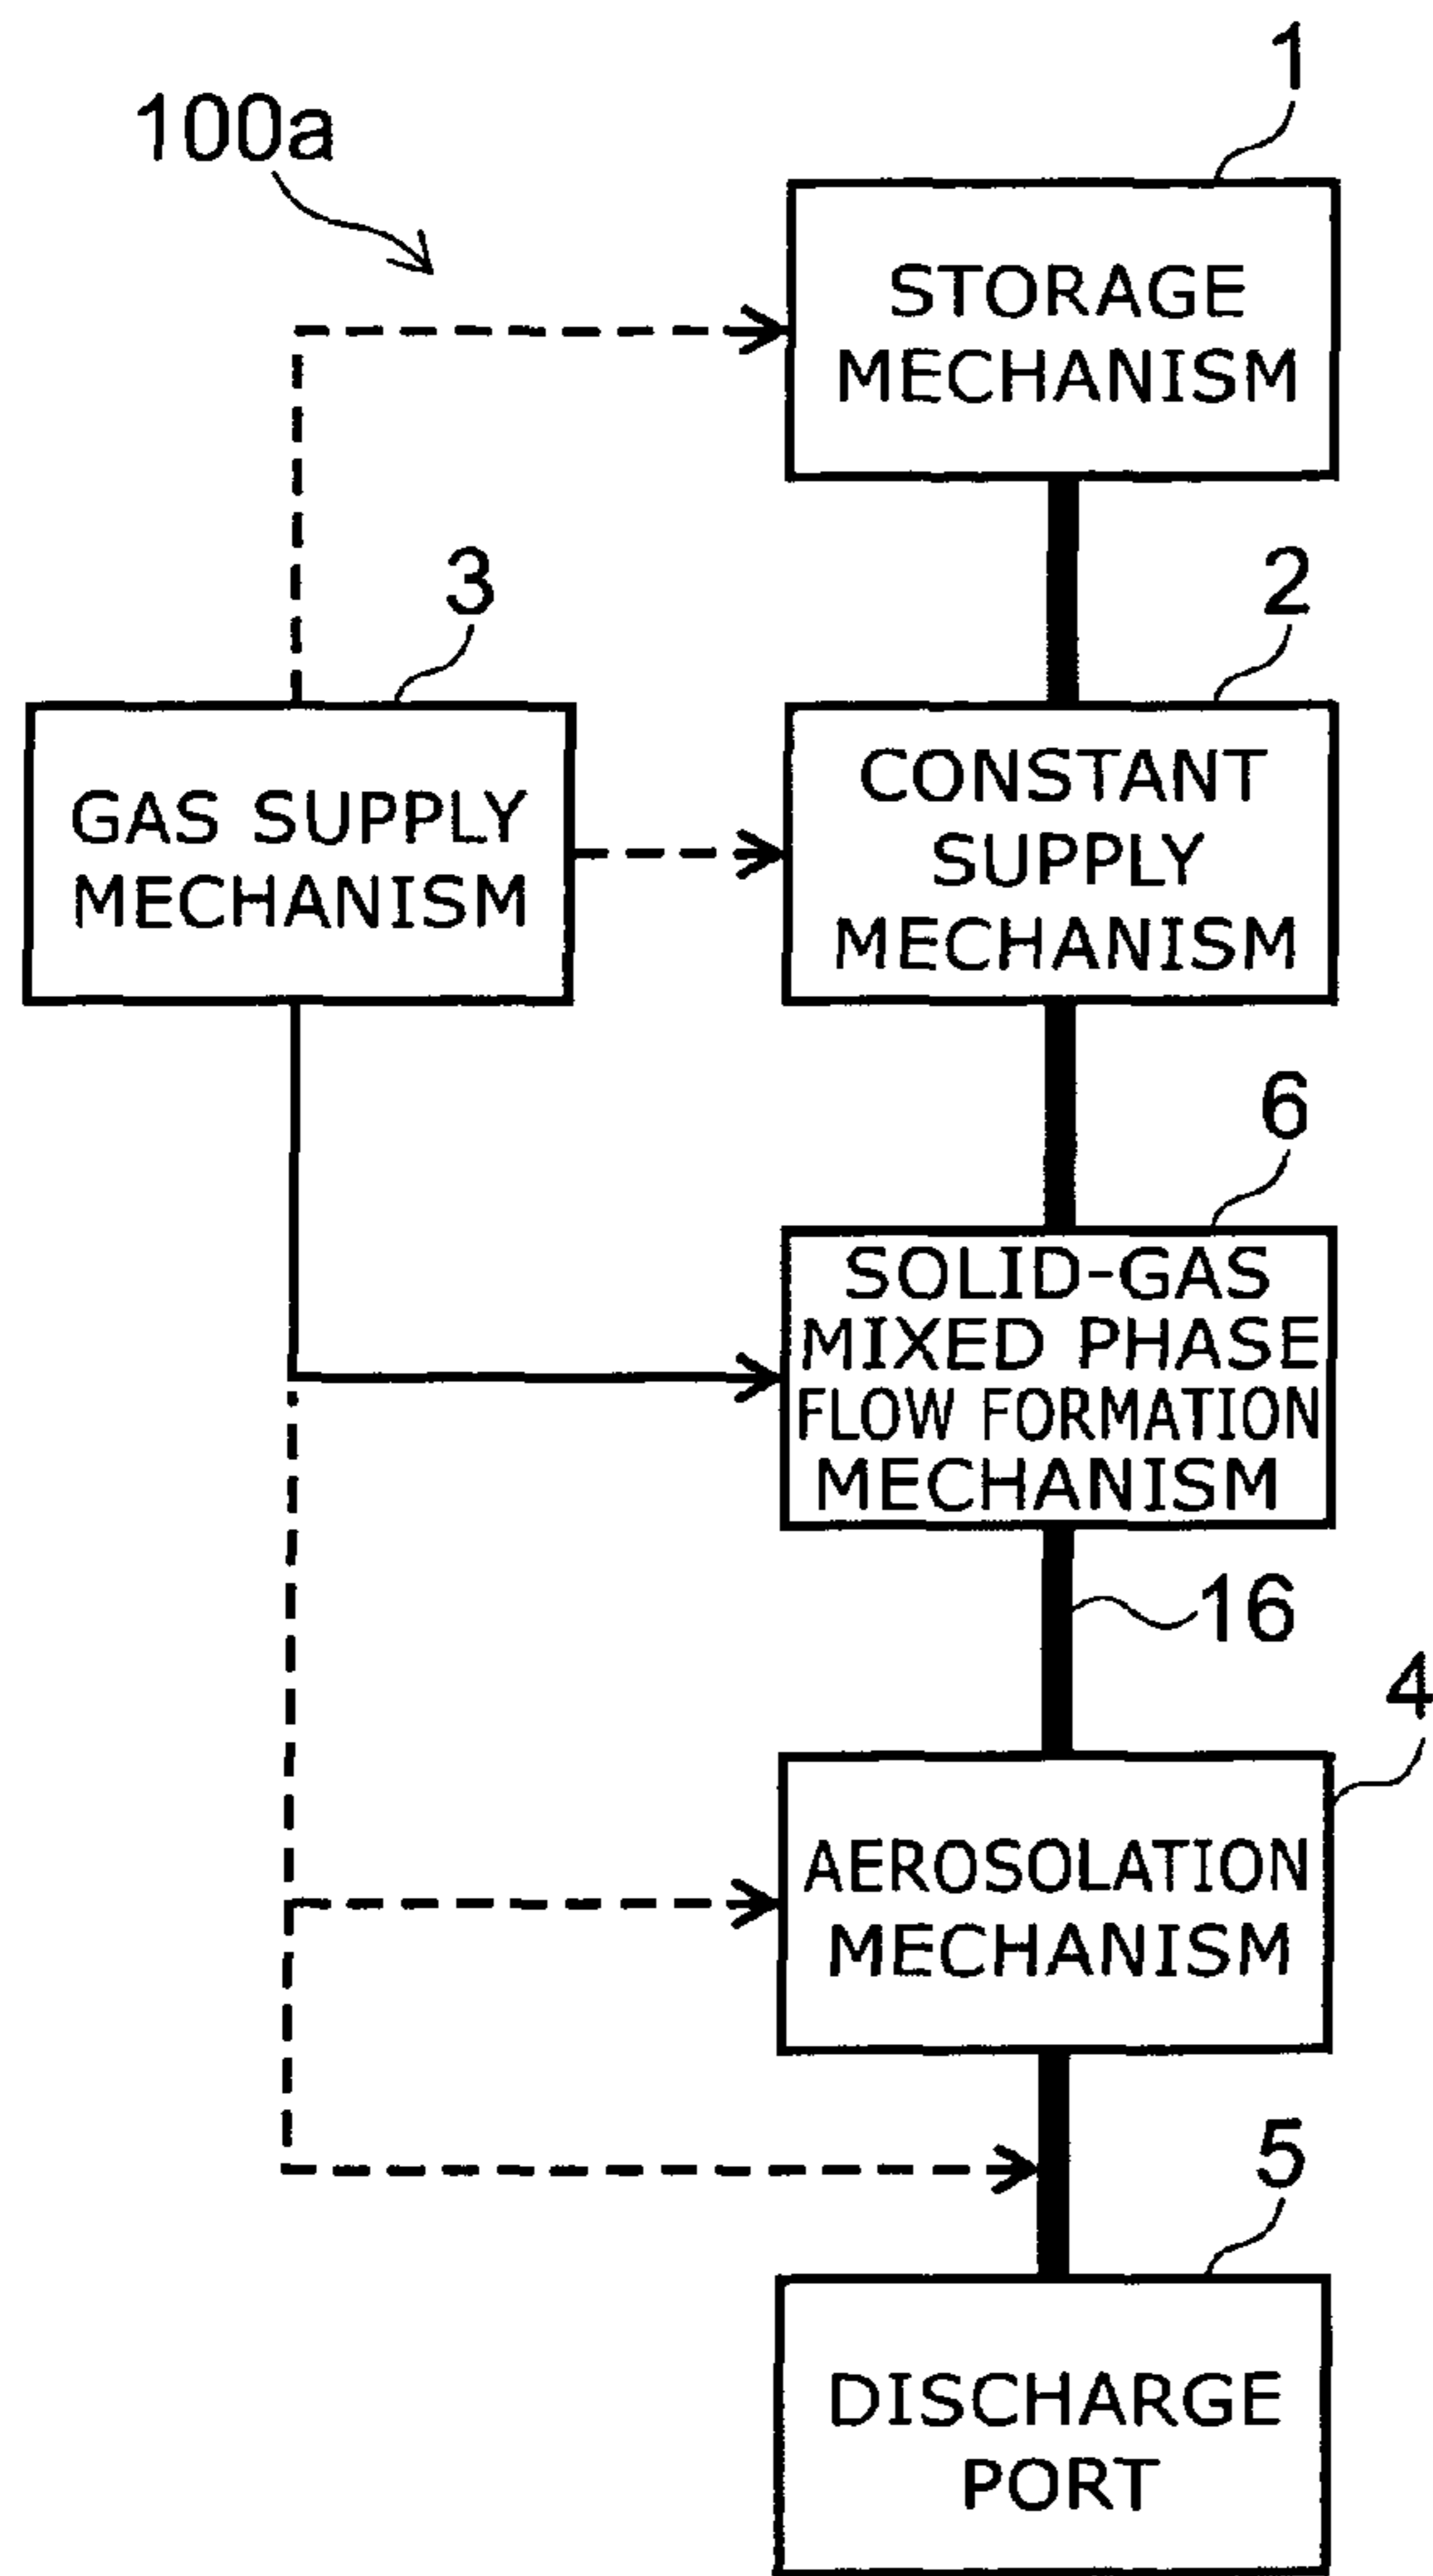 1
100a
STORAGE
MECHANISM
3
2
GAS SUPPLY
MECHANISM
CONSTANT
SUPPLY
MECHANISM
6
SOLID-GAS
MIXED PHASE
FLOW FORMATION
MECHANISM
16
4
AEROSOLATION
MECHANISM
5
DISCHARGE
PORT